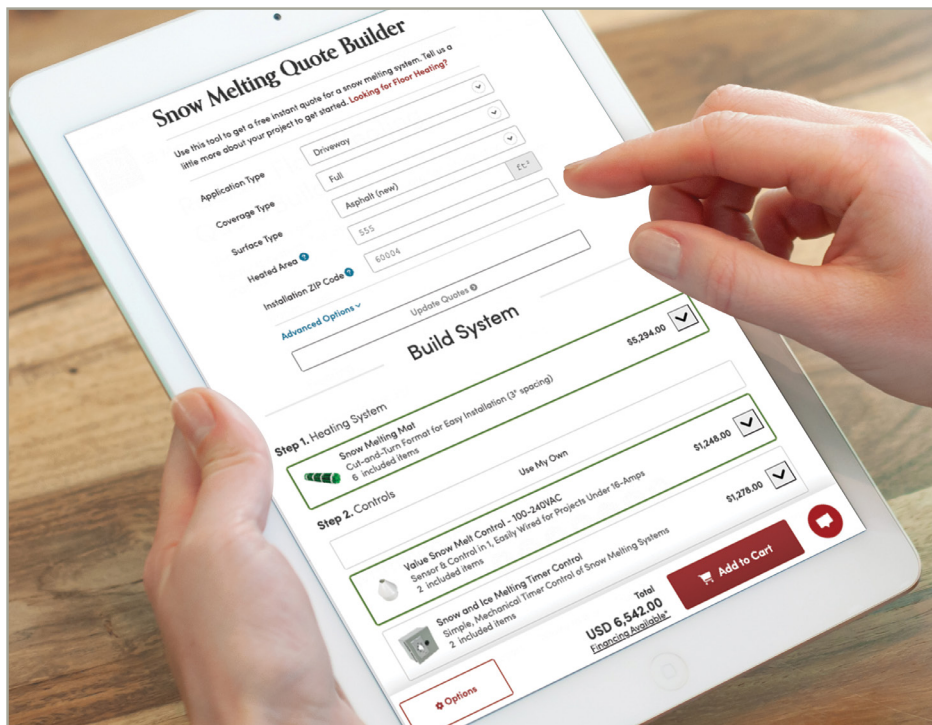 Snow Melting Quote Builder
Use this tool to get a free instant quote for a snow melting system. Tell us a
little more about your project to get started. Looking for Floor Heating?
Application Type
Driveway
Coverage Type
Full
Surface Type
Asphalt (new)
Heated Area ?
555
ft²
Installation ZIP Code ?
60004
Advanced Options
Update Quotes
Build System
Step 1. Heating System
Snow Melting Mat
Cut-and-Turn Format for Easy Installation (3" spacing)
6 included items
$5,294.00
Step 2. Controls
Use My Own
Value Snow Melt Control - 100-240VAC
Sensor & Control in 1, Easily Wired for Projects Under 16-Amps
2 included items
$1,248.00
Snow and Ice Melting Timer Control
Simple, Mechanical Timer Control of Snow Melting Systems
2 included items
$1,278.00
Options
Total
USD 6,542.00
Financing Available*
Add to Cart